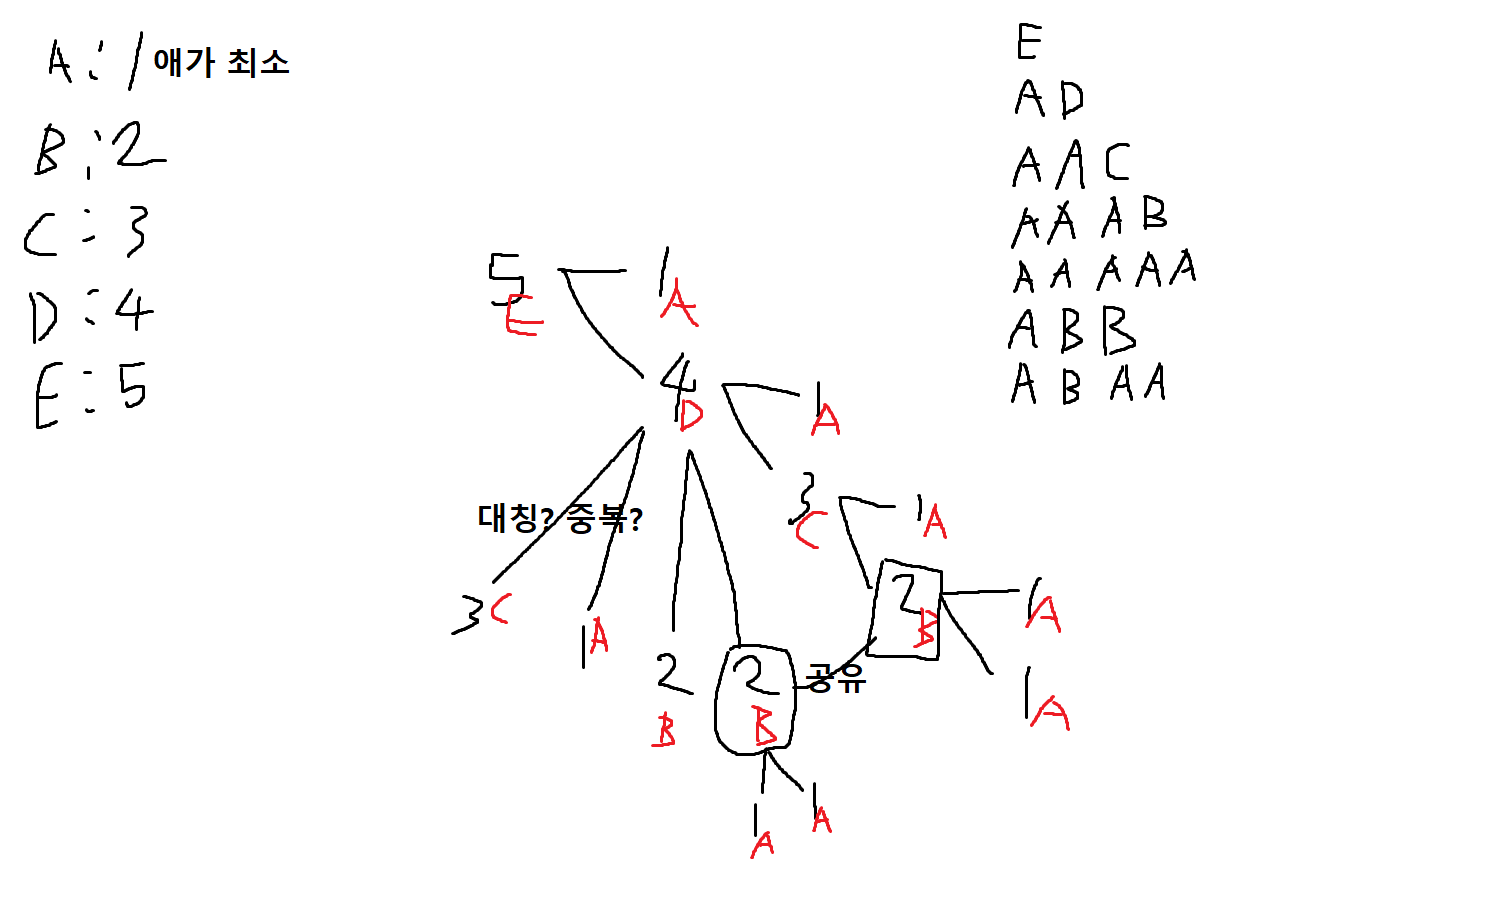 A : 1 애가 최소
B : 2
C : 3
D : 4
E : 5
E
A D
A A C
A A A B
A A A A A
A B B
A B A A
5 1
E A
4 1
D A
대칭? 중복?
3 1
C A
2 1
B A
1
A
3 C
1 A
2 2 공유
B B
1 1
A A